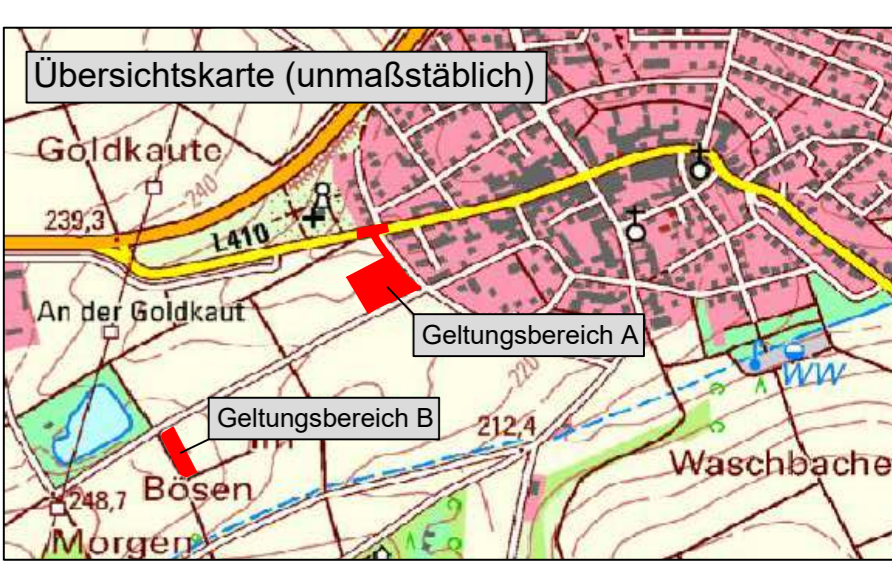 Übersichtskarte (unmaßstäblich)
Goldkaute
240
239,3
L410
An der Goldkaut
Geltungsbereich A
220
WW
Geltungsbereich B
212,4
Waschbache
Bösen
248,7
Morgen